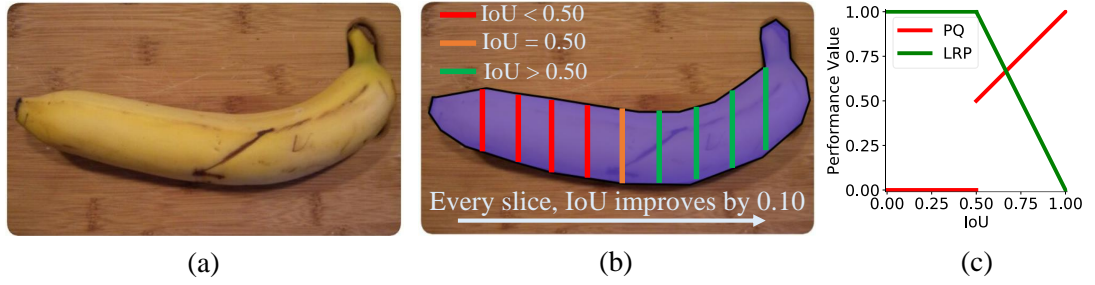 IoU < 0.50
IoU = 0.50
IoU > 0.50
Every slice, IoU improves by 0.10
Performance Value
1.00
0.75
0.50
0.25
0.00
PQ
LRP
0.00 0.25 0.50 0.75 1.00
IoU
(a) (b) (c)